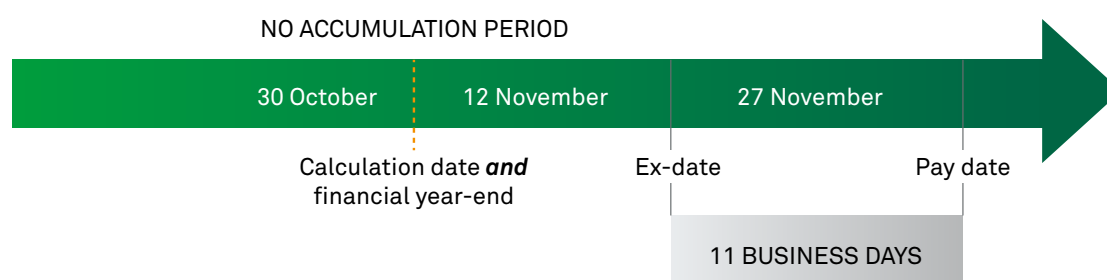 NO ACCUMULATION PERIOD
30 October
12 November
27 November
Calculation date and
financial year-end
Ex-date
Pay date
11 BUSINESS DAYS